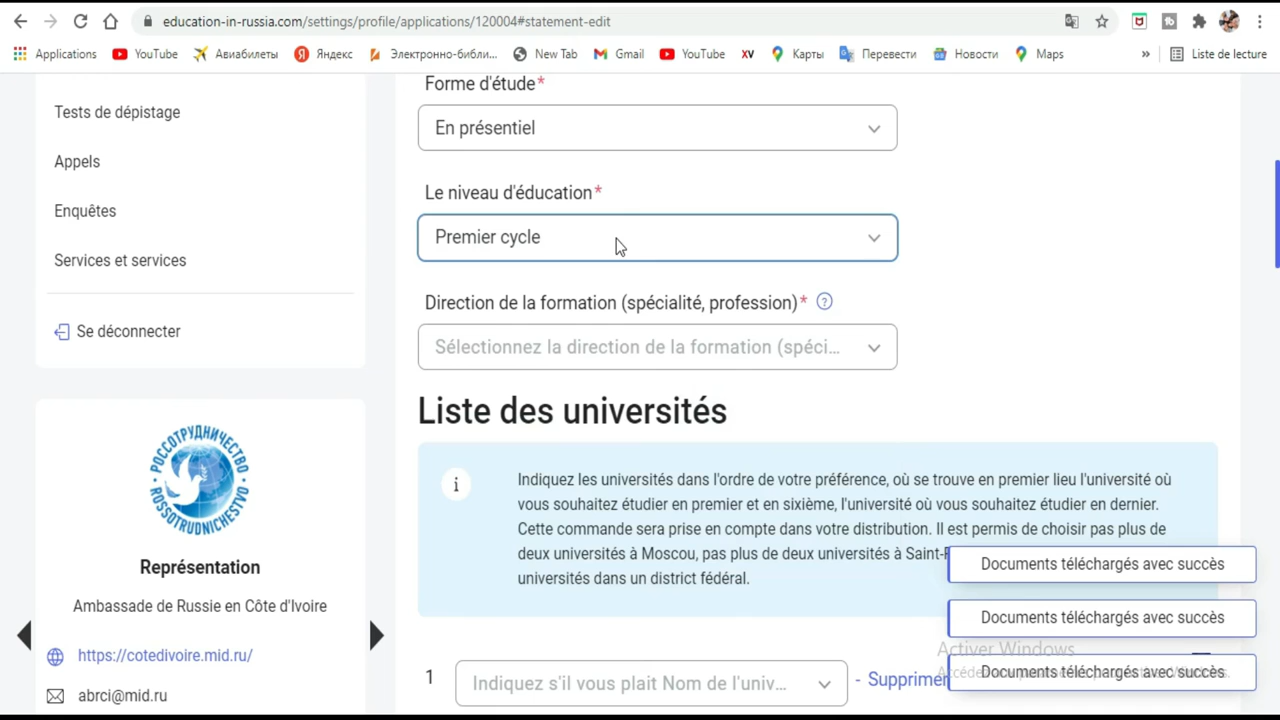 education-in-russia.com/settings/profile/applications/120004#statement-edit
Applications YouTube Авиабилеты Яндекс Электронно-библи... New Tab Gmail YouTube XV Карты Перевести Новости Maps » Liste de lecture
Tests de dépistage
Appels
Enquêtes
Services et services
Se déconnecter
РОССОТРУДНИЧЕСТВО
ROSSOTRUDNICHESTVO
Représentation
Ambassade de Russie en Côte d'Ivoire
https://cotedivoire.mid.ru/
abrci@mid.ru
Forme d'étude*
En présentiel
Le niveau d'éducation*
Premier cycle
Direction de la formation (spécialité, profession)* ?
Sélectionnez la direction de la formation (spéci...
Liste des universités
i
Indiquez les universités dans l'ordre de votre préférence, où se trouve en premier lieu l'université où
vous souhaitez étudier en premier et en sixième, l'université où vous souhaitez étudier en dernier.
Cette commande sera prise en compte dans votre distribution. Il est permis de choisir pas plus de
deux universités à Moscou, pas plus de deux universités à Saint-
universités dans un district fédéral.
1 Indiquez s'il vous plait Nom de l'univ... - Supprimer
Documents téléchargés avec succès
Documents téléchargés avec succès
Activer Windows
Documents téléchargés avec succès